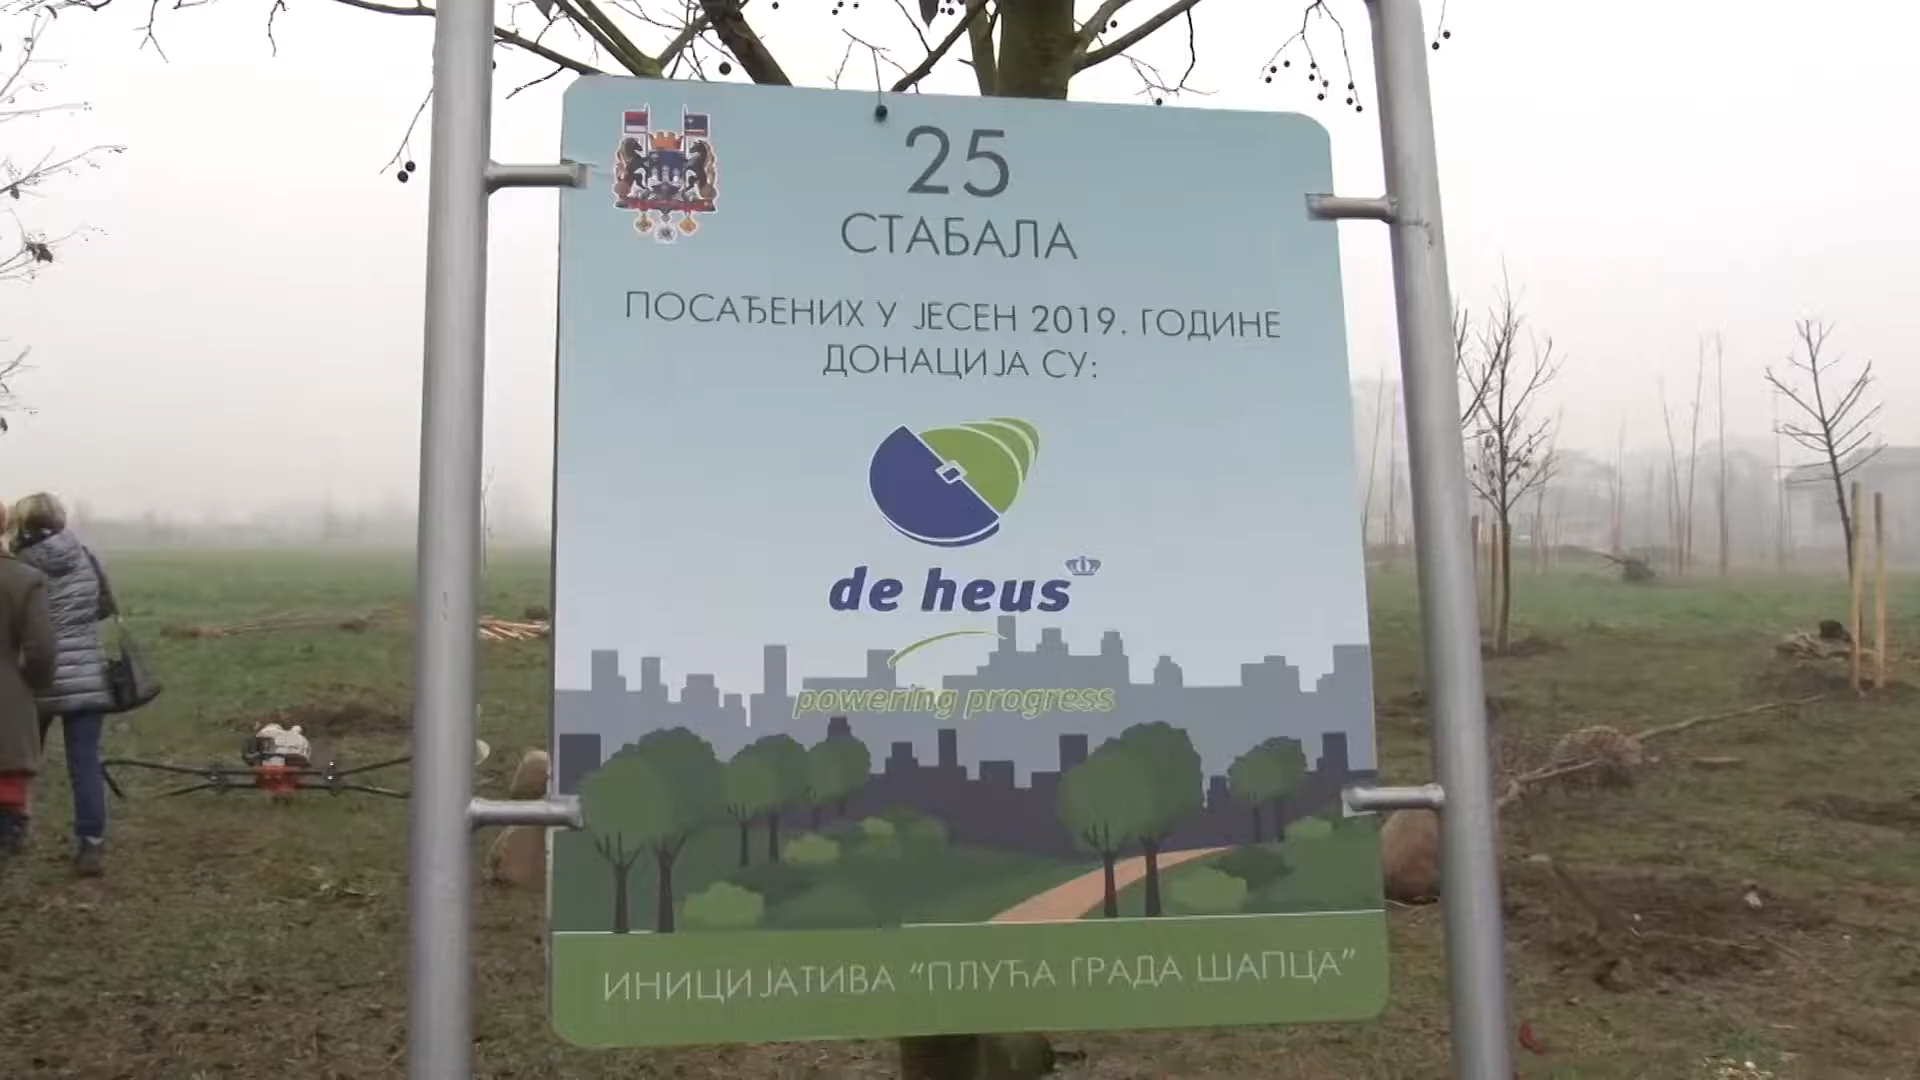 25
СТАБАЛА
ПОСАЂЕНИХ У ЈЕСЕН 2019. ГОДИНЕ
ДОНАЦИЈА СУ:
de heus
powering progress
ИНИЦИЈАТИВА “ПЛУЋА ГРАДА ШАПЦА”